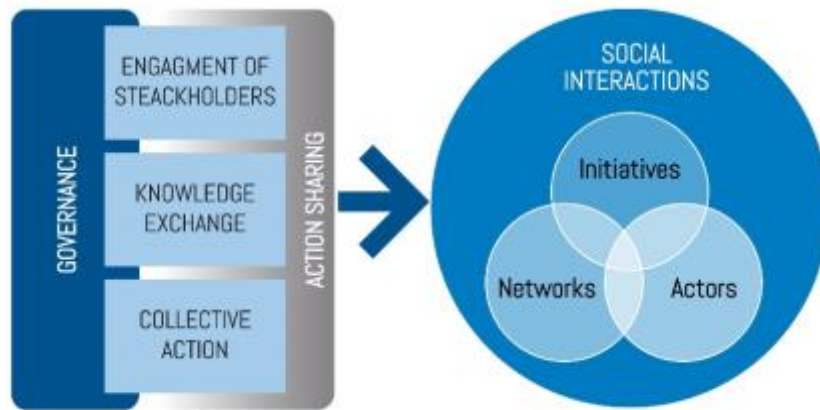 GOVERNANCE
ENGAGMENT OF
STEACKHOLDERS
KNOWLEDGE
EXCHANGE
COLLECTIVE
ACTION
ACTION SHARING
SOCIAL
INTERACTIONS
Initiatives
Networks
Actors